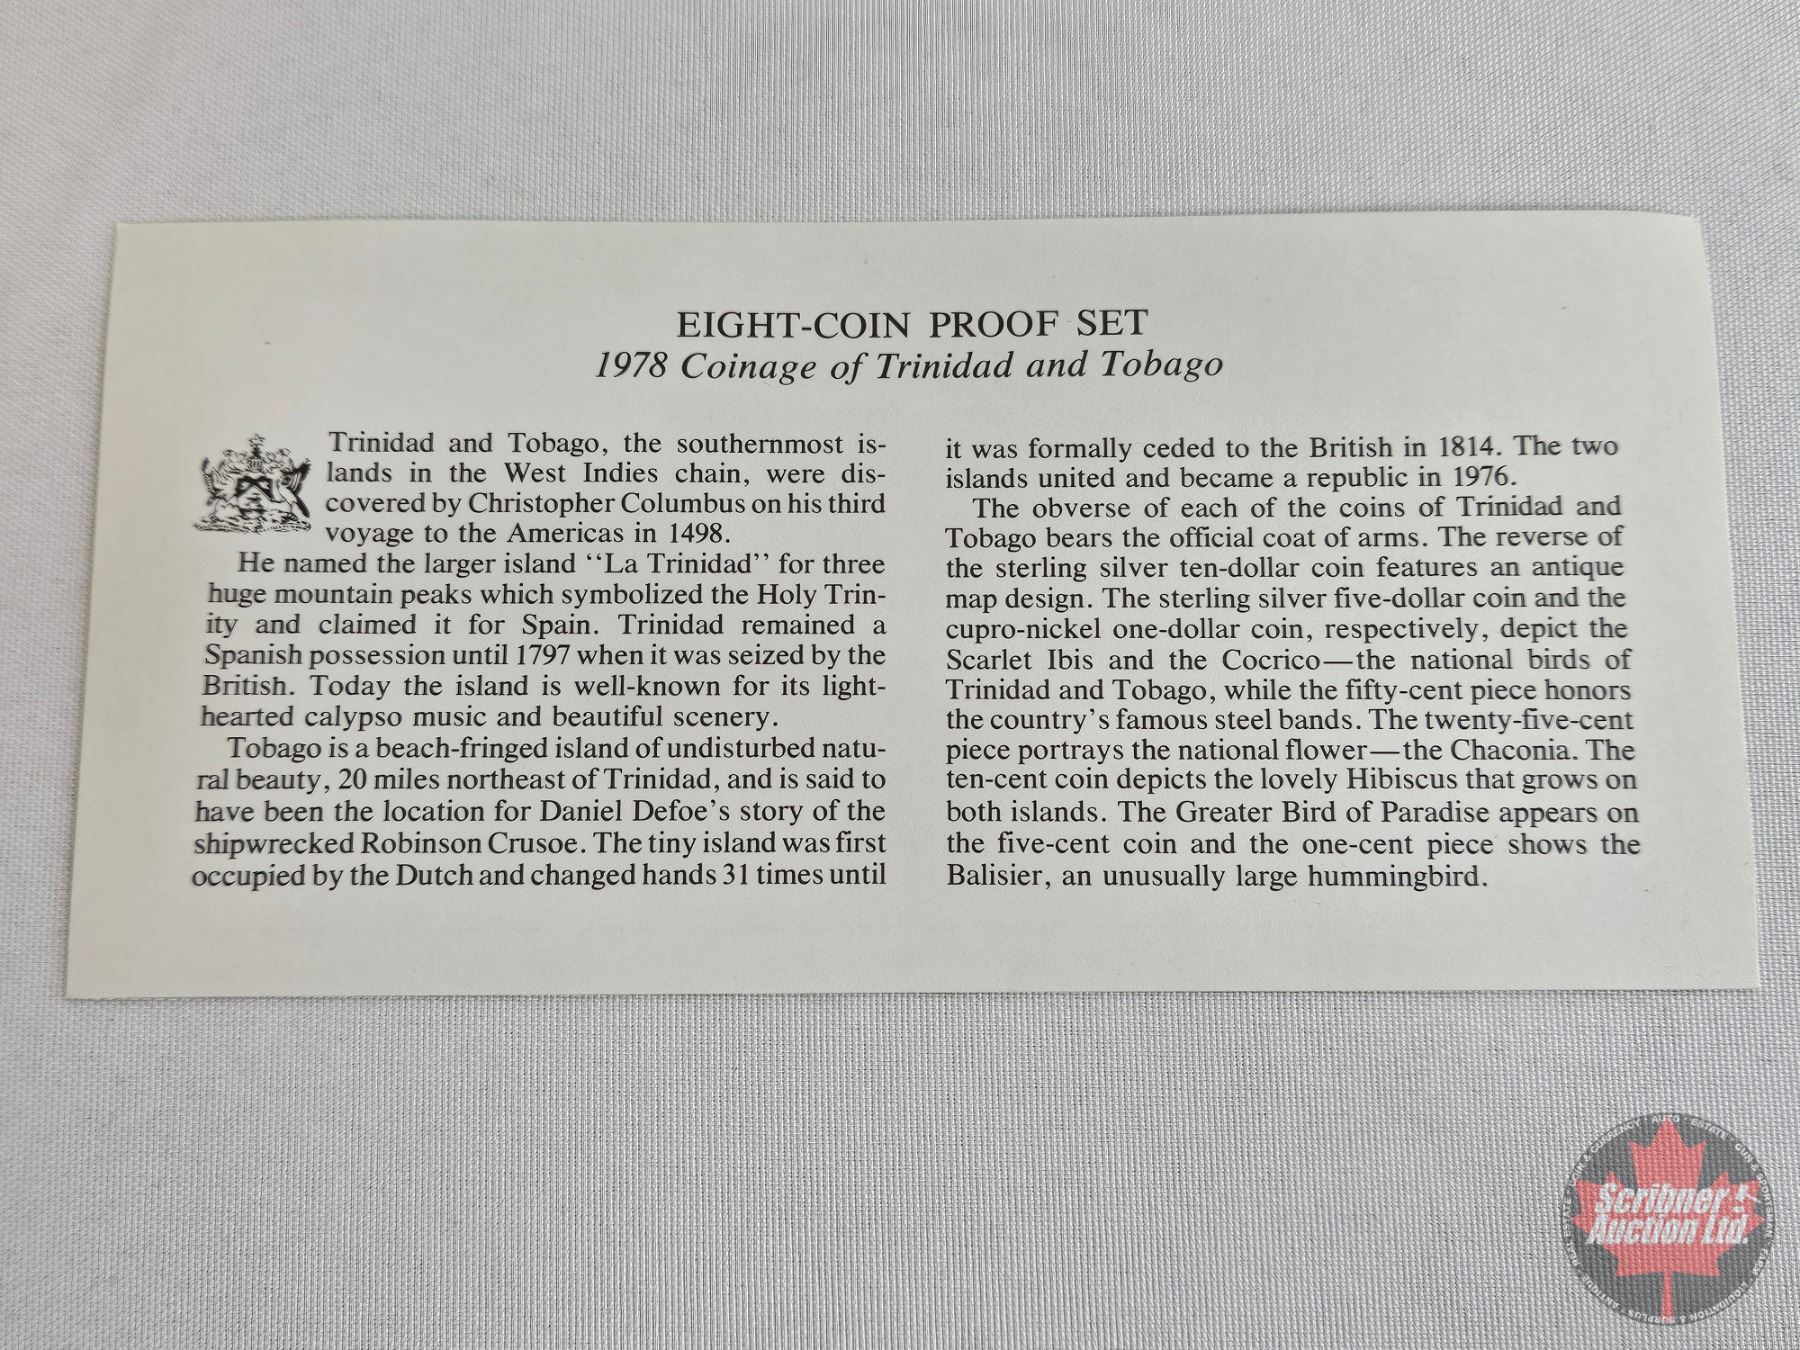 EIGHT-COIN PROOF SET
1978 Coinage of Trinidad and Tobago
Trinidad and Tobago, the southernmost is-
lands in the West Indies chain, were dis-
covered by Christopher Columbus on his third
voyage to the Americas in 1498.
He named the larger island ‘‘La Trinidad’’ for three
huge mountain peaks which symbolized the Holy Trin-
ity and claimed it for Spain. Trinidad remained a
Spanish possession until 1797 when it was seized by the
British. Today the island is well-known for its light-
hearted calypso music and beautiful scenery.
Tobago is a beach-fringed island of undisturbed natu-
ral beauty, 20 miles northeast of Trinidad, and is said to
have been the location for Daniel Defoe's story of the
shipwrecked Robinson Crusoe. The tiny island was first
occupied by the Dutch and changed hands 31 times until
it was formally ceded to the British in 1814. The two
islands united and became a republic in 1976.
The obverse of each of the coins of Trinidad and
Tobago bears the official coat of arms. The reverse of
the sterling silver ten-dollar coin features an antique
map design. The sterling silver five-dollar coin and the
cupro-nickel one-dollar coin, respectively, depict the
Scarlet Ibis and the Cocrico—the national birds of
Trinidad and Tobago, while the fifty-cent piece honors
the country's famous steel bands. The twenty-five-cent
piece portrays the national flower—the Chaconia. The
ten-cent coin depicts the lovely Hibiscus that grows on
both islands. The Greater Bird of Paradise appears on
the five-cent coin and the one-cent piece shows the
Balisier, an unusually large hummingbird.
Scribner
Auction Ltd.